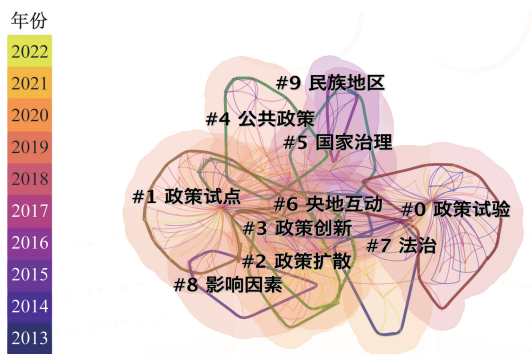 年份
2022
2021
2020
2019
2018
2017
2016
2015
2014
2013
#9 民族地区
#4 公共政策
#5 国家治理
#1 政策试点
#6 央地互动
#0 政策试验
#3 政策创新
#7 法治
#2 政策扩散
#8 影响因素